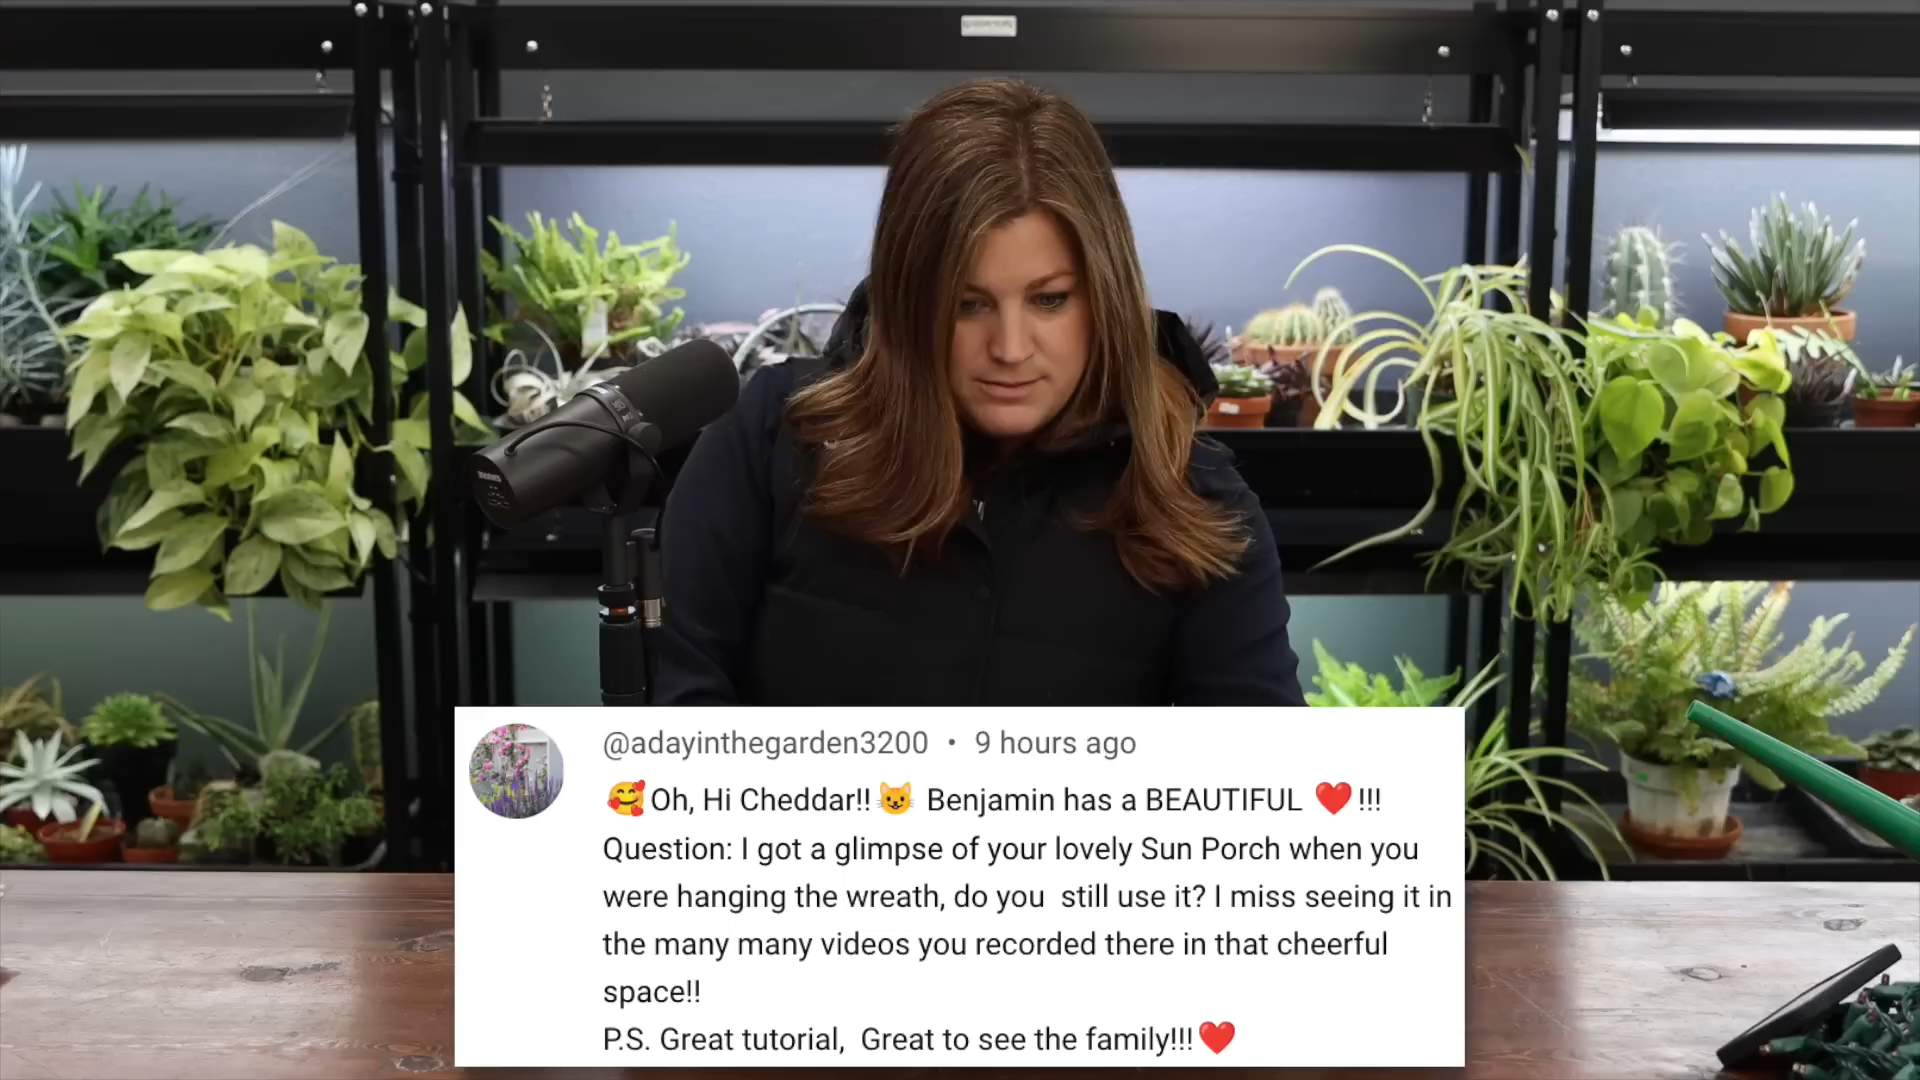 @adayinthegarden3200 • 9 hours ago
🥰Oh, Hi Cheddar!!😺 Benjamin has a BEAUTIFUL ❤️!!!
Question: I got a glimpse of your lovely Sun Porch when you
were hanging the wreath, do you still use it? I miss seeing it in
the many many videos you recorded there in that cheerful
space!!
P.S. Great tutorial, Great to see the family!!!❤️